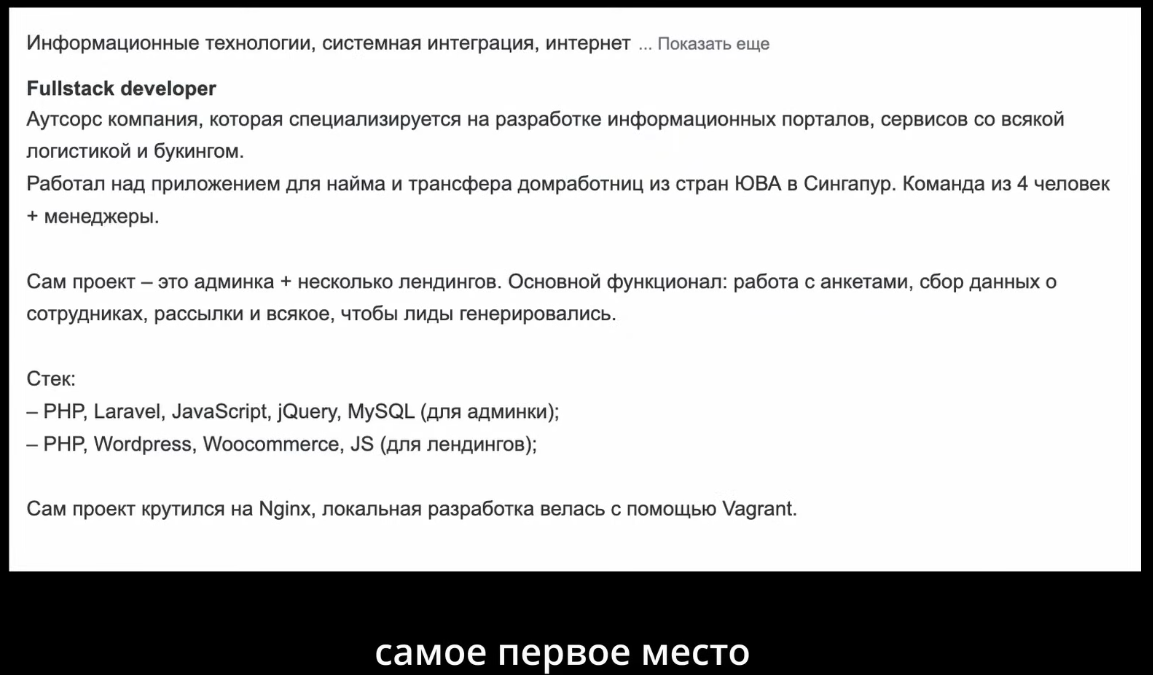 Информационные технологии, системная интеграция, интернет ... Показать еще
Fullstack developer
Аутсорс компания, которая специализируется на разработке информационных порталов, сервисов со всякой
логистикой и букингом.
Работал над приложением для найма и трансфера домработниц из стран ЮВА в Сингапур. Команда из 4 человек
+ менеджеры.
Сам проект – это админка + несколько лендингов. Основной функционал: работа с анкетами, сбор данных о
сотрудниках, рассылки и всякое, чтобы лиды генерировались.
Стек:
– PHP, Laravel, JavaScript, jQuery, MySQL (для админки);
– PHP, Wordpress, Woocommerce, JS (для лендингов);
Сам проект крутился на Nginx, локальная разработка велась с помощью Vagrant.
самое первое место